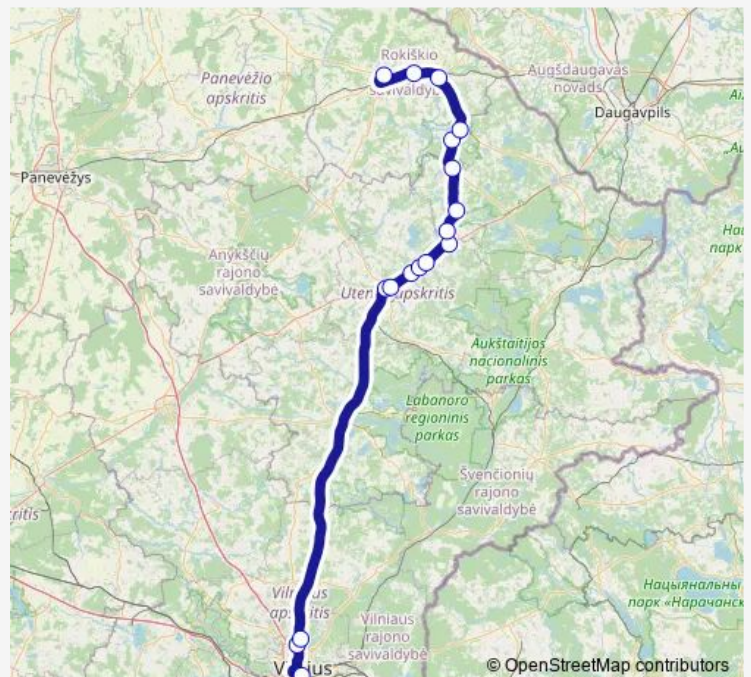 Rokiškio
savivaldybė
Panevėžio
apskritis
Augšdaugavas
novads
Daugavpils
Panevėžys
Anykščių
rajono
savivaldybė
Utenos apskritis
Aukštaitijos
nacionalinis
parkas
Labanoro
regioninis
parkas
Švenčionių
rajono
savivaldybė
Vilniaus
apskritis
Vilniaus
rajono
savivaldybė
Нацыянальны
парк «Нарачанск
Vilnius
© OpenStreetMap contributors